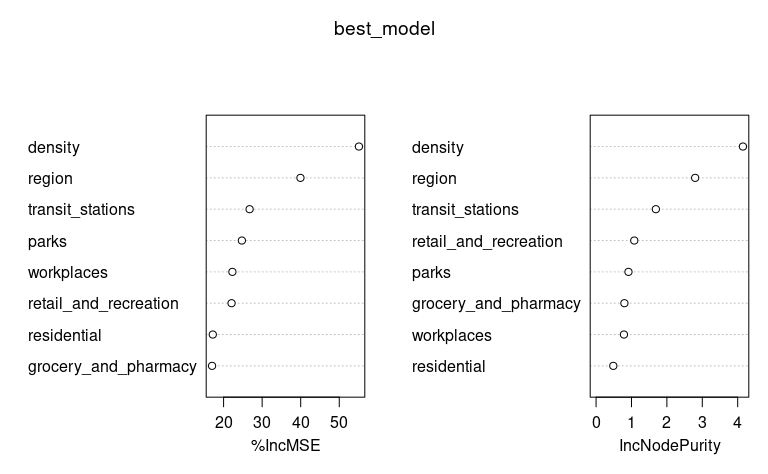 best_model
density
region
transit_stations
parks
workplaces
retail_and_recreation
residential
grocery_and_pharmacy
20 30 40 50
%IncMSE
density
region
transit_stations
retail_and_recreation
parks
grocery_and_pharmacy
workplaces
residential
0 1 2 3 4
IncNodePurity